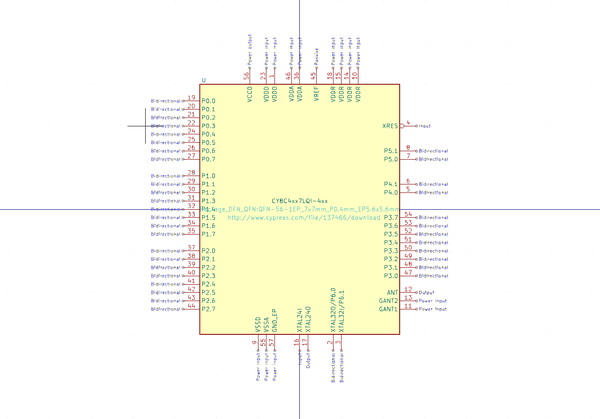 Power output
Power input
Power input
Power input
Power input
Passive
Power input
Power input
Power input
Power input
56 23 1 46 36 45 18 15 14 10
U
VCCD VDDD VDDD VDDA VDDA VREF VDDR VDDR VDDR VDDR
Bidirectional 19 P0.0
Bidirectional 20 P0.1
Bidirectional 21 P0.2
Bidirectional 22 P0.3
Bidirectional 24 P0.4
Bidirectional 25 P0.5
Bidirectional 26 P0.6
Bidirectional 27 P0.7
XRES 4 Input
P5.1 8 Bidirectional
P5.0 7 Bidirectional
Bidirectional 28 P1.0
Bidirectional 29 P1.1
Bidirectional 30 P1.2
Bidirectional 31 P1.3
Bidirectional 32 P1.4
Bidirectional 33 P1.5
Bidirectional 34 P1.6
Bidirectional 35 P1.7
P4.1 6 Bidirectional
P4.0 5 Bidirectional
CYBC4xx7LQI-4xx
age_DFN_QFN:QFN-56-1EP_7x7mm_P0.4mm_EP5.6x5.6mm
http://www.cypress.com/file/137466/download
P3.7 54 Bidirectional
P3.6 53 Bidirectional
P3.5 52 Bidirectional
P3.4 51 Bidirectional
P3.3 50 Bidirectional
P3.2 49 Bidirectional
P3.1 48 Bidirectional
P3.0 47 Bidirectional
Bidirectional 37 P2.0
Bidirectional 38 P2.1
Bidirectional 39 P2.2
Bidirectional 40 P2.3
Bidirectional 41 P2.4
Bidirectional 42 P2.5
Bidirectional 43 P2.6
Bidirectional 44 P2.7
ANT 12 Output
GANT2 13 Power input
GANT1 11 Power input
VSSD VSSA GND_EP XTAL24I XTAL24O XTAL32O/P6.0 XTAL32I/P6.1
9 55 57 16 17 2 3
Power input
Power input
Power input
Input
Output
Bidirectional
Bidirectional